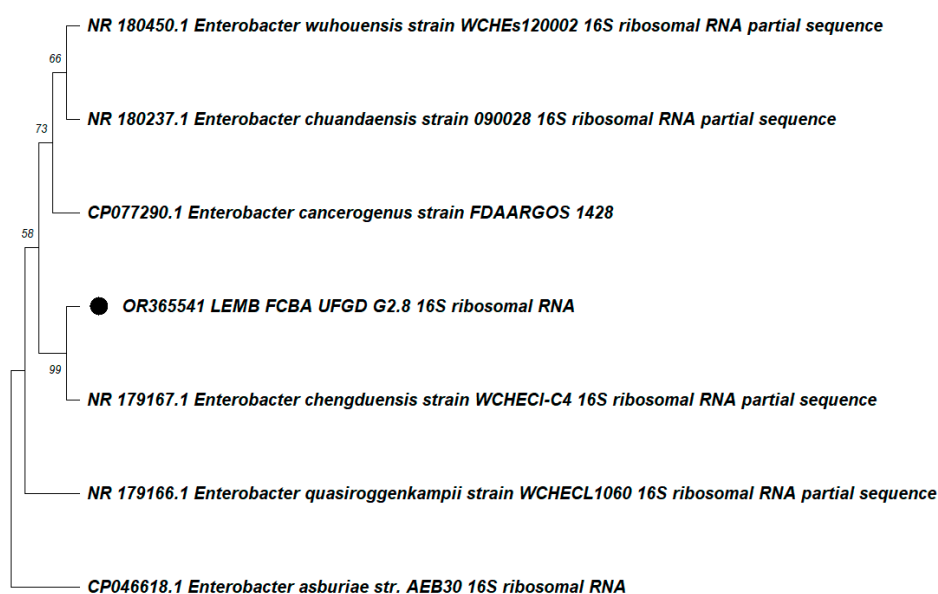 NR 180450.1 Enterobacter wuhouensis strain WCHEs120002 16S ribosomal RNA partial sequence
66
NR 180237.1 Enterobacter chuandaensis strain 090028 16S ribosomal RNA partial sequence
73
CP077290.1 Enterobacter cancerogenus strain FDAARGOS 1428
58
OR365541 LEMB FCBA UFGD G2.8 16S ribosomal RNA
99
NR 179167.1 Enterobacter chengduensis strain WCHECl-C4 16S ribosomal RNA partial sequence
NR 179166.1 Enterobacter quasiroggenkampii strain WCHECL1060 16S ribosomal RNA partial sequence
CP046618.1 Enterobacter asburiae str. AEB30 16S ribosomal RNA